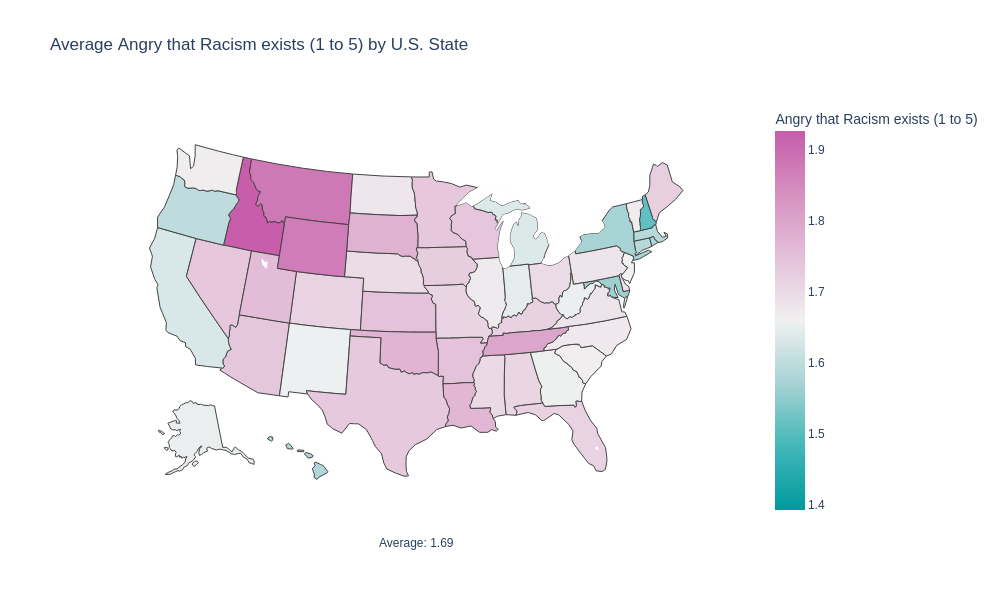 Average Angry that Racism exists (1 to 5) by U.S. State
Angry that Racism exists (1 to 5)
1.9
1.8
1.7
1.6
1.5
1.4
Average: 1.69